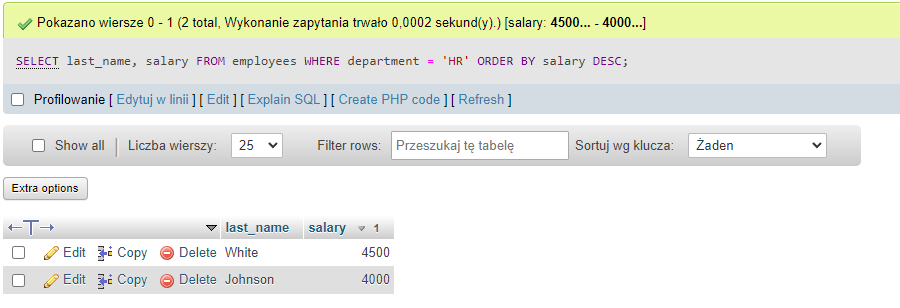 Pokazano wiersze 0 - 1 (2 total, Wykonanie zapytania trwało 0,0002 sekund(y).) [salary: 4500... - 4000...]
SELECT last_name, salary FROM employees WHERE department = 'HR' ORDER BY salary DESC;
Profilowanie [ Edytuj w linii ] [ Edit ] [ Explain SQL ] [ Create PHP code ] [ Refresh ]
Show all Liczba wierszy: 25 Filter rows: Przeszukaj tę tabelę Sortuj wg klucza: Żaden
Extra options
last_name salary 1
Edit Copy Delete White 4500
Edit Copy Delete Johnson 4000